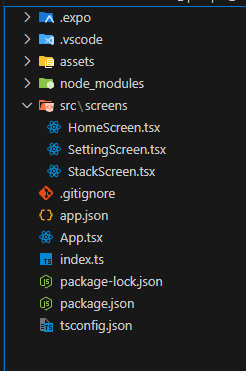 .expo
.vscode
assets
node_modules
src\screens
HomeScreen.tsx
SettingScreen.tsx
StackScreen.tsx
.gitignore
app.json
App.tsx
index.ts
package-lock.json
package.json
tsconfig.json